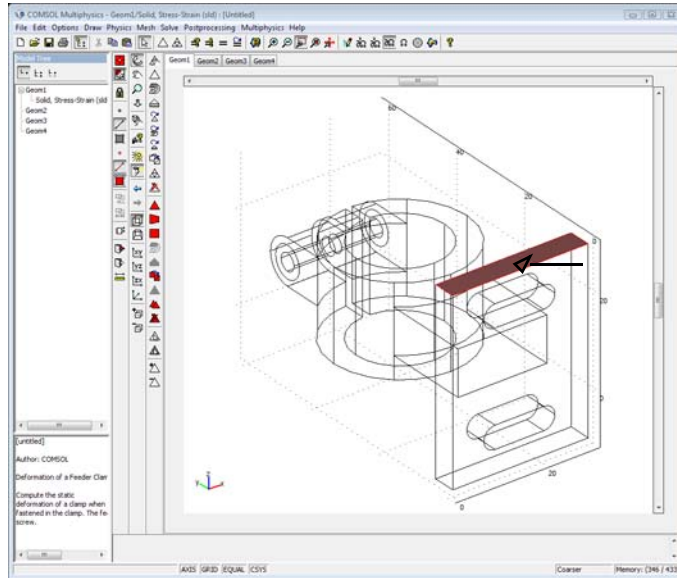 COMSOL Multiphysics - Geom1/Solid, Stress-Strain (sld) : [Untitled]
File Edit Options Draw Physics Mesh Solve Postprocessing Multiphysics Help
Model Tree
Geom1 Geom2 Geom3 Geom4
Geom1
Solid, Stress-Strain (sld
Geom2
Geom3
Geom4
60
40
20
0
20
0
20
0
z
y
x
[untitled]
Author: COMSOL
Deformation of a Feeder Clam
Compute the static
deformation of a clamp when
fastened in the clamp. The fe
screw.
AXIS GRID EQUAL CSYS
Coarser
Memory: (346 / 433